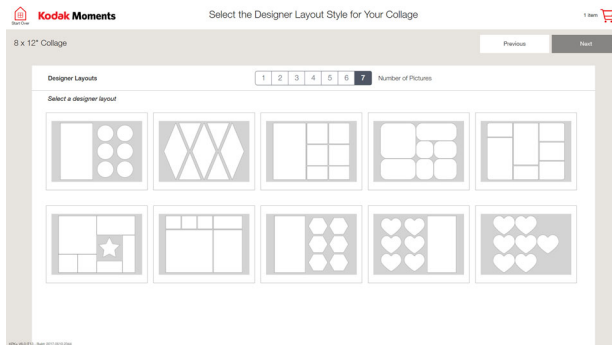 Start Over
Kodak Moments
Select the Designer Layout Style for Your Collage
1 Item
8 x 12" Collage
Previous
Next
Designer Layouts
1 2 3 4 5 6 7
Number of Pictures
Select a designer layout